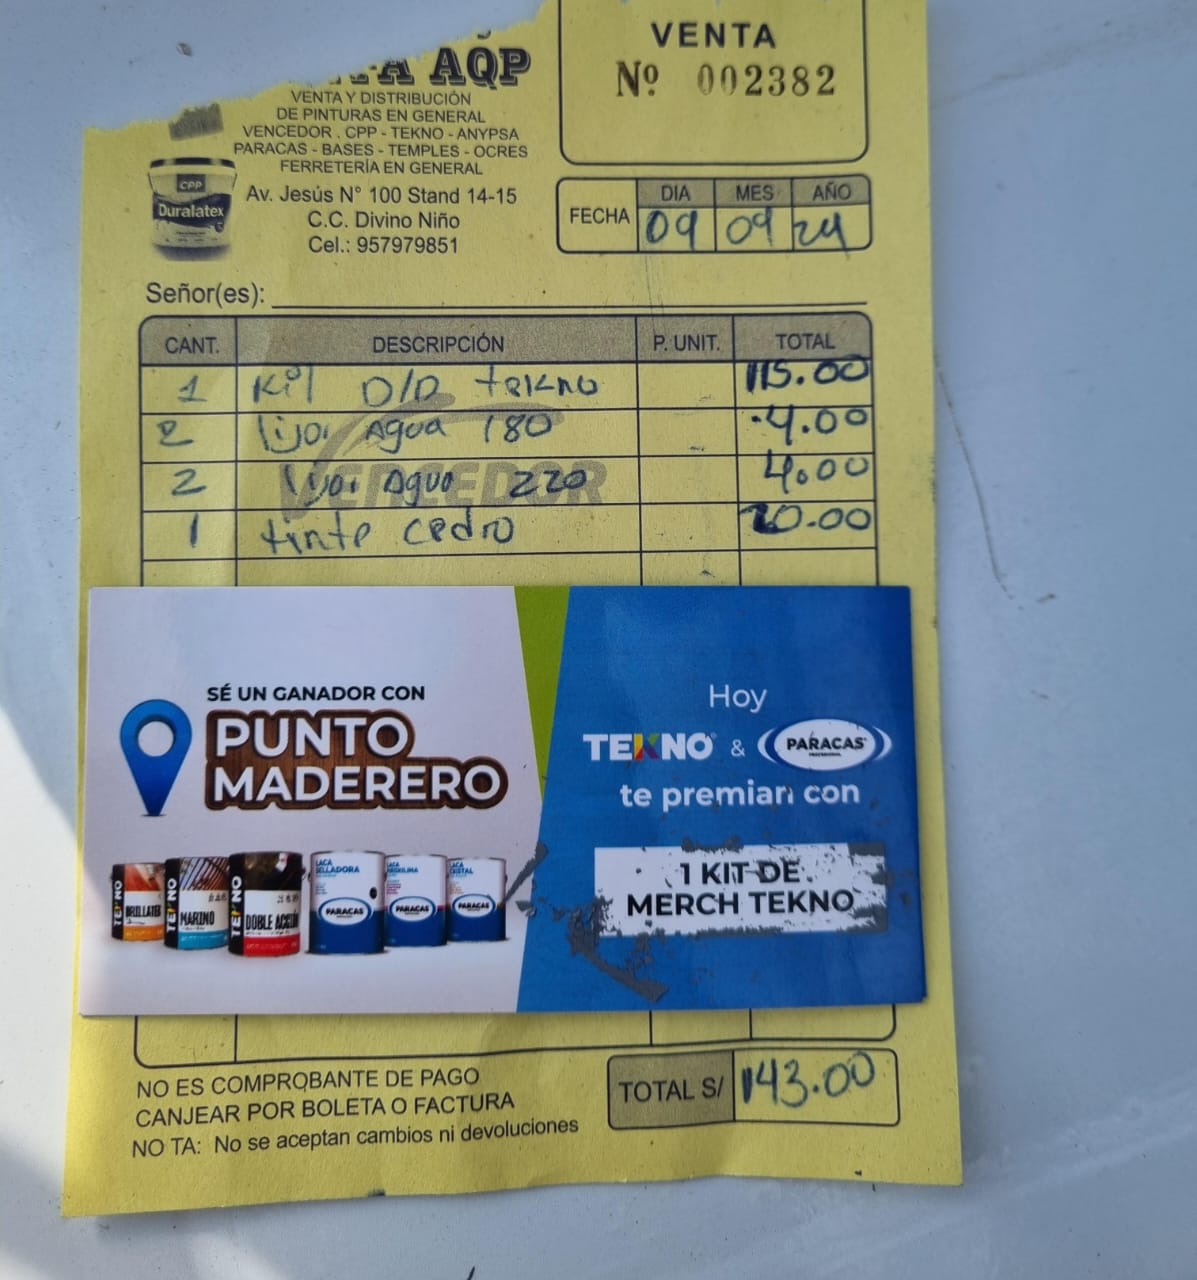 AQP
VENTA Y DISTRIBUCIÓN
DE PINTURAS EN GENERAL
VENCEDOR . CPP - TEKNO - ANYPSA
PARACAS - BASES - TEMPLES - OCRES
FERRETERÍA EN GENERAL
Av. Jesús N° 100 Stand 14-15
C.C. Divino Niño
Cel.: 957979851
CPP
Duralatex
VENTA
Nº 002382
FECHA DIA MES AÑO
09 09 24
Señor(es):
CANT. DESCRIPCIÓN P. UNIT. TOTAL
1 Kit D/A tekno 115.00
2 lijar Agua 180 4.00
2 lijar Agua 220 4.00
1 tinte cedro 20.00
VENCEDOR
SÉ UN GANADOR CON
PUNTO
MADERERO
TEKNO BRILLATEK
TEKNO MARINO
TEKNO DOBLE ACCIÓN
LACA SELLADORA PARACAS
LACA PARACAS
LACA CRISTAL PARACAS
Hoy
TEKNO & PARACAS
te premian con
1 KIT DE
MERCH TEKNO
NO ES COMPROBANTE DE PAGO
CANJEAR POR BOLETA O FACTURA
NO TA: No se aceptan cambios ni devoluciones
TOTAL S/ 143.00